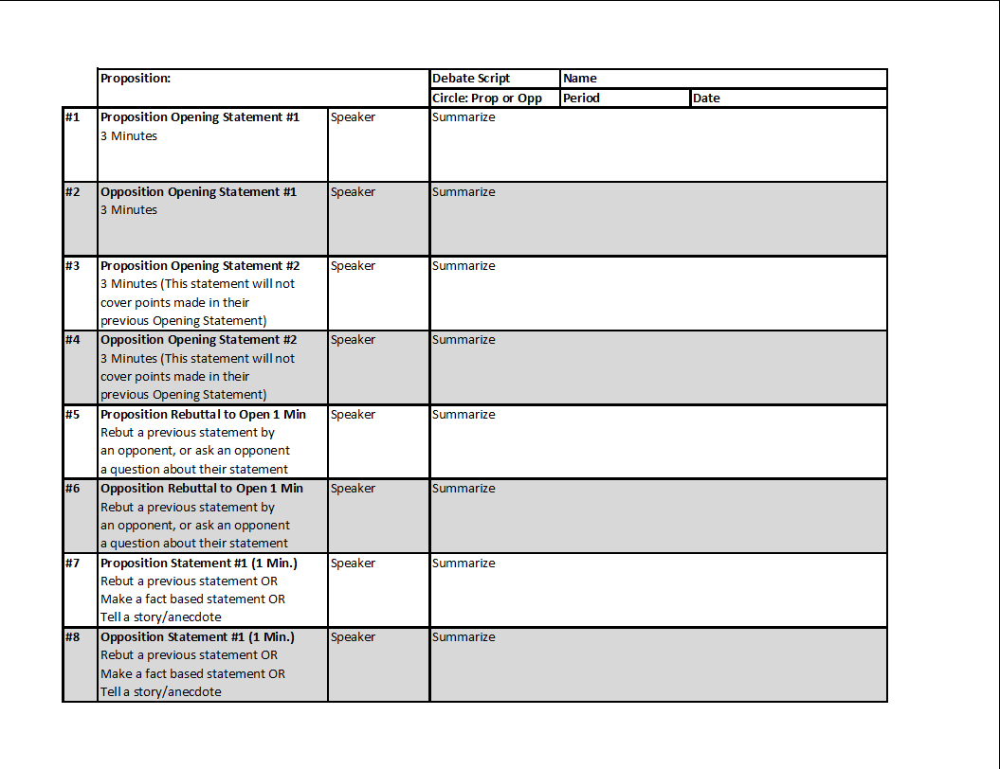 Proposition:
Debate Script
Name
Circle: Prop or Opp
Period
Date
#1
Proposition Opening Statement #1
3 Minutes
Speaker
Summarize
#2
Opposition Opening Statement #1
3 Minutes
Speaker
Summarize
#3
Proposition Opening Statement #2
3 Minutes (This statement will not
cover points made in their
previous Opening Statement)
Speaker
Summarize
#4
Opposition Opening Statement #2
3 Minutes (This statement will not
cover points made in their
previous Opening Statement)
Speaker
Summarize
#5
Proposition Rebuttal to Open 1 Min
Rebut a previous statement by
an opponent, or ask an opponent
a question about their statement
Speaker
Summarize
#6
Opposition Rebuttal to Open 1 Min
Rebut a previous statement by
an opponent, or ask an opponent
a question about their statement
Speaker
Summarize
#7
Proposition Statement #1 (1 Min.)
Rebut a previous statement OR
Make a fact based statement OR
Tell a story/anecdote
Speaker
Summarize
#8
Opposition Statement #1 (1 Min.)
Rebut a previous statement OR
Make a fact based statement OR
Tell a story/anecdote
Speaker
Summarize